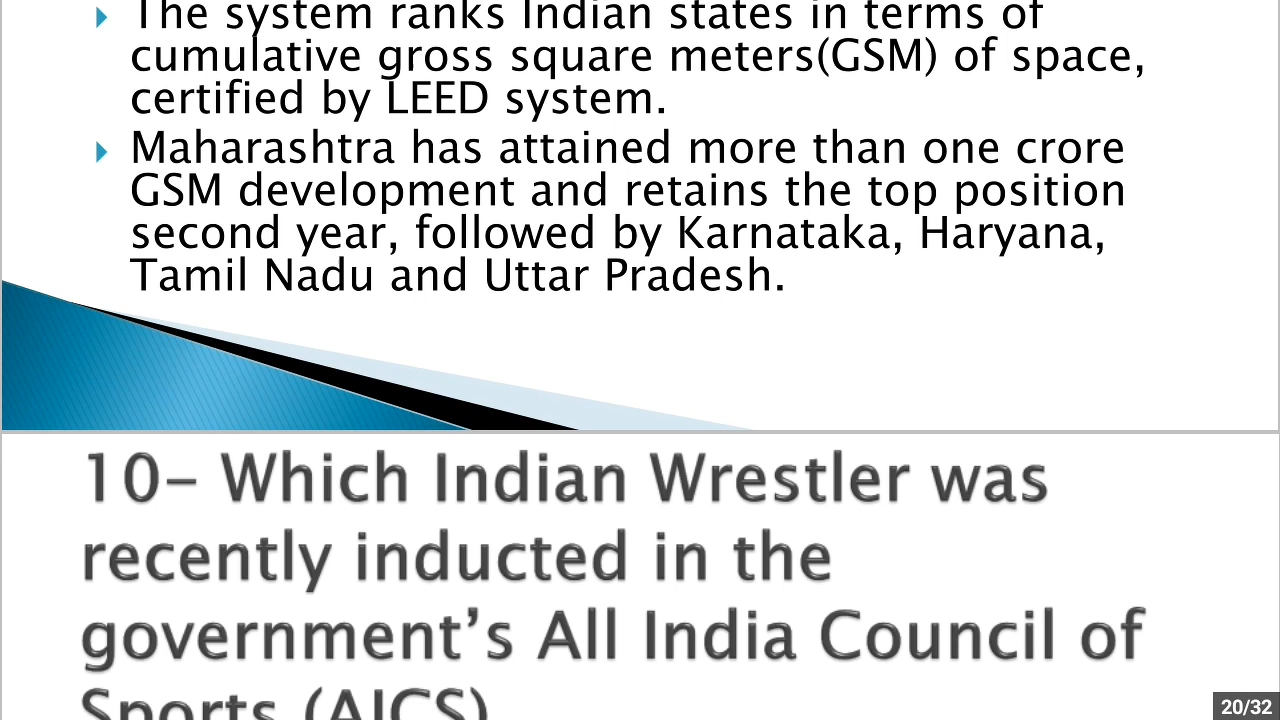 The system ranks Indian states in terms of
cumulative gross square meters(GSM) of space,
certified by LEED system.
Maharashtra has attained more than one crore
GSM development and retains the top position
second year, followed by Karnataka, Haryana,
Tamil Nadu and Uttar Pradesh.
10- Which Indian Wrestler was
recently inducted in the
government’s All India Council of
Sports (AICS)
20/32